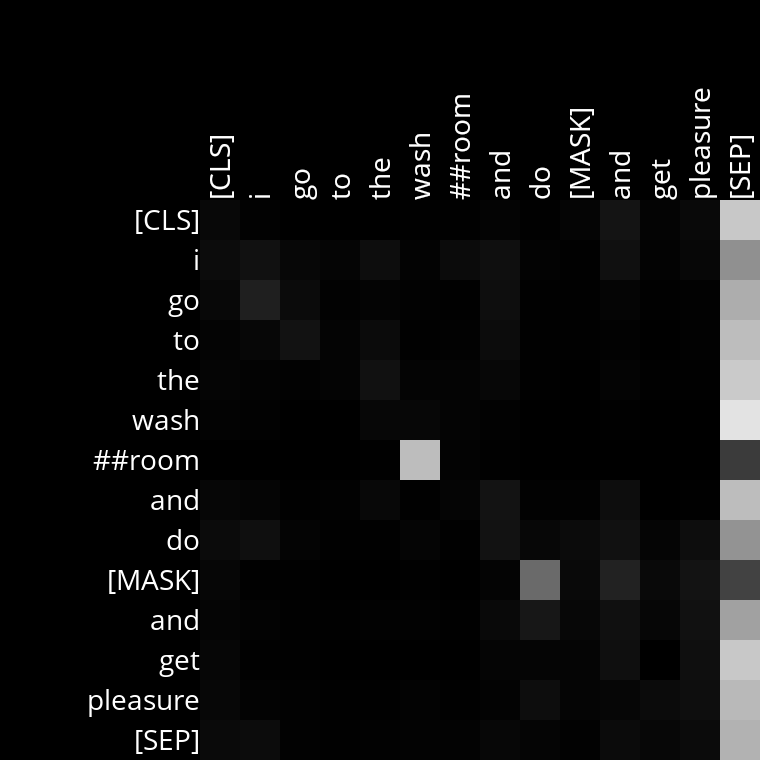 [CLS]
i
go
to
the
wash
##room
and
do
[MASK]
and
get
pleasure
[SEP]
[CLS]
i
go
to
the
wash
##room
and
do
[MASK]
and
get
pleasure
[SEP]